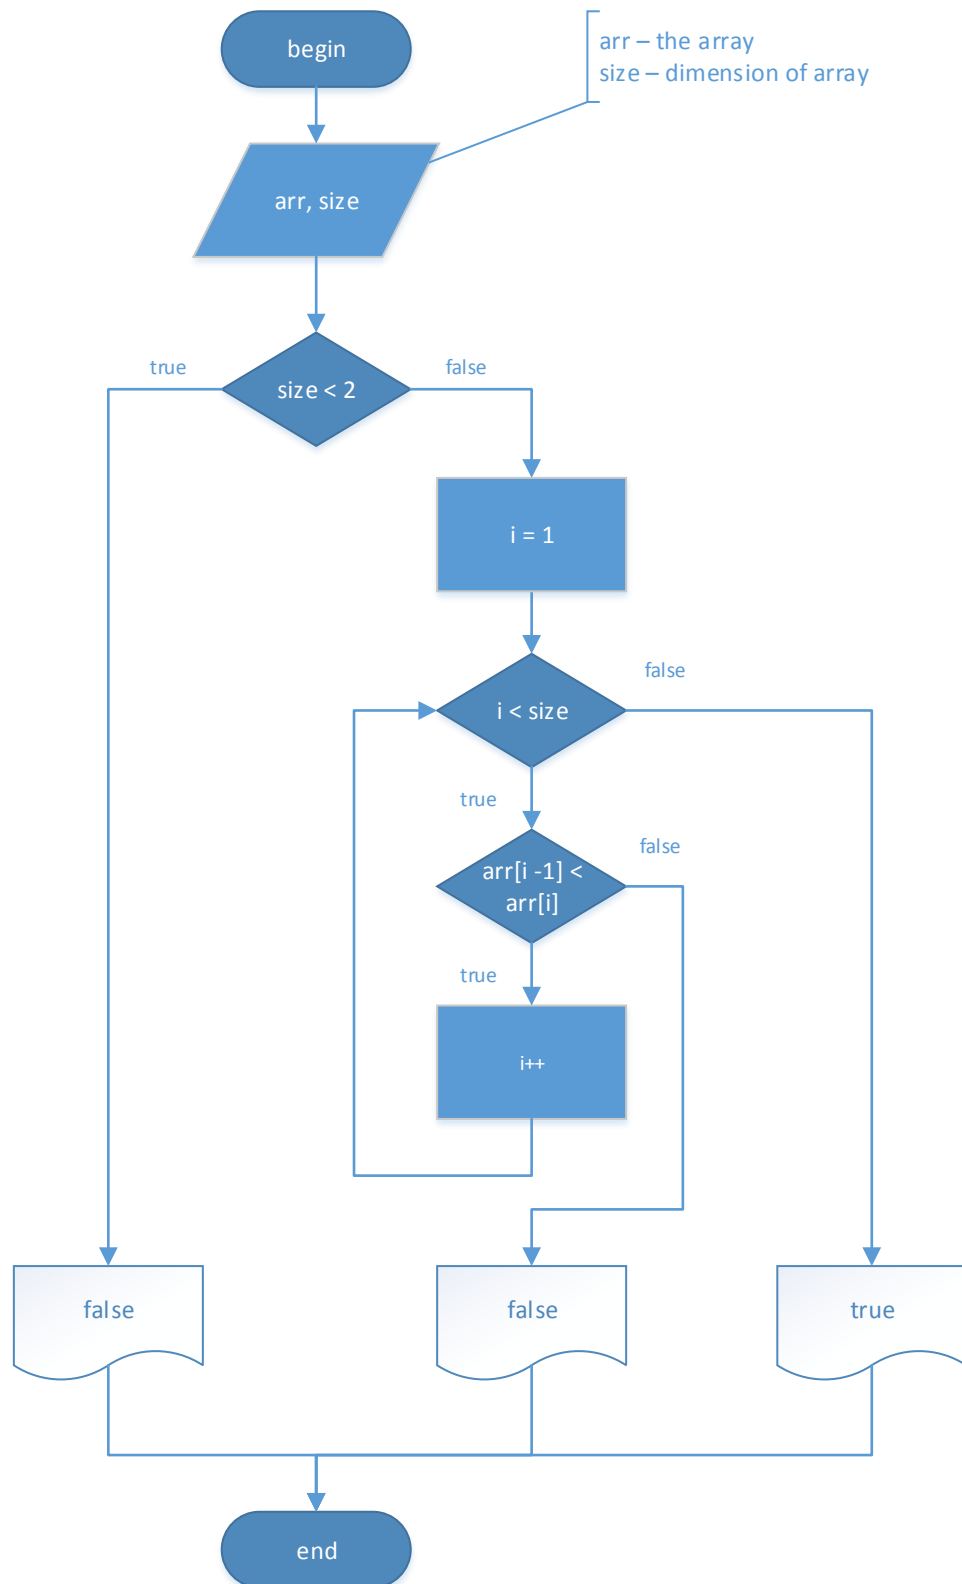 begin
arr – the array
size – dimension of array
arr, size
true
false
size < 2
i = 1
false
i < size
true
false
arr[i -1] <
arr[i]
true
i++
false
false
true
end